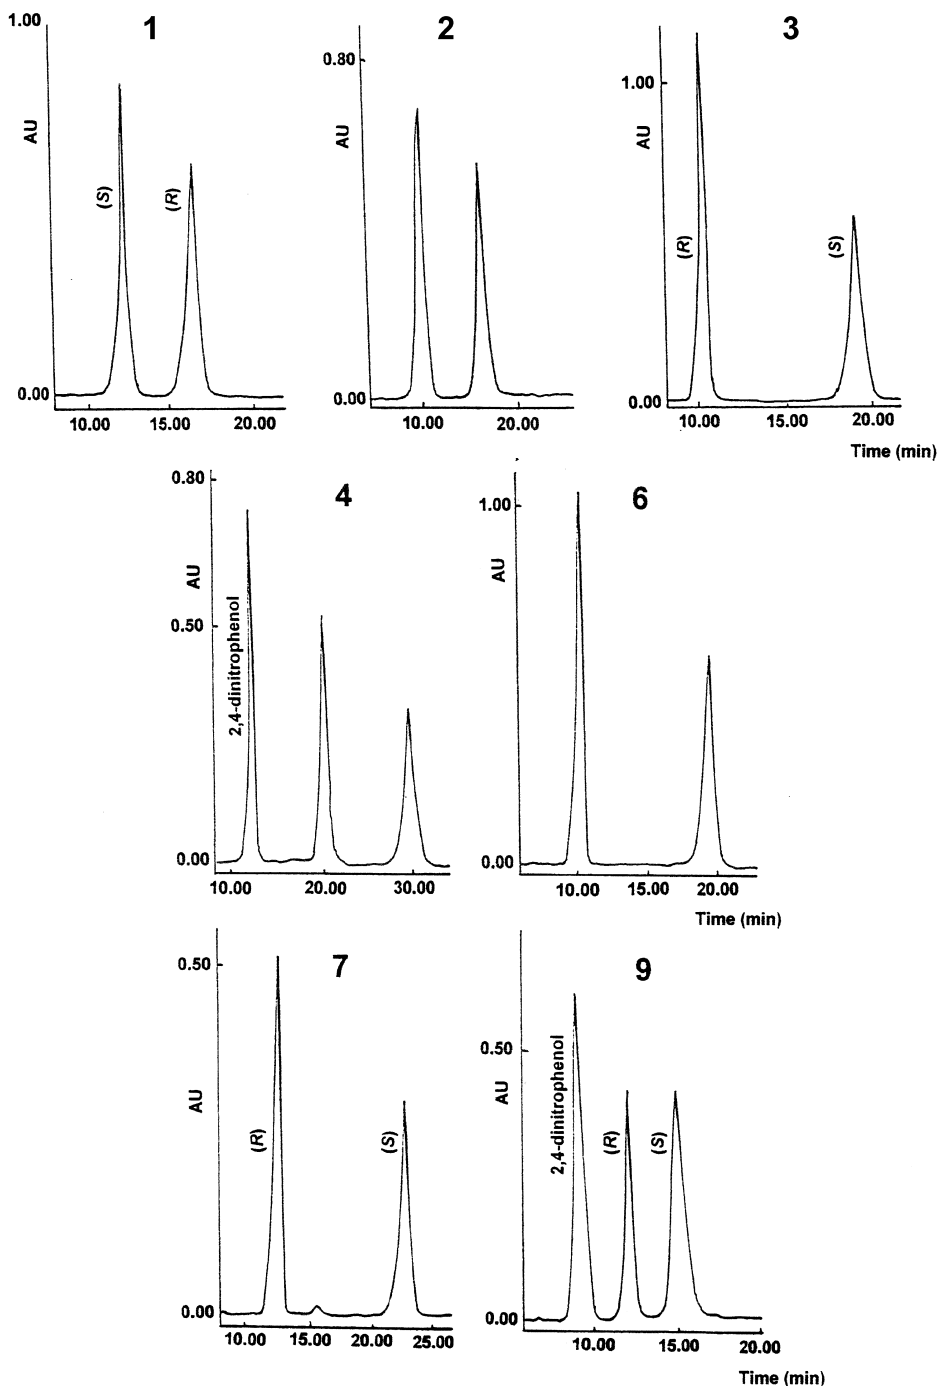 1
1.00
AU
(S)
(R)
0.00
10.00 15.00 20.00
2
0.80
AU
0.00
10.00 20.00
3
1.00
AU
(R)
(S)
0.00
10.00 15.00 20.00
Time (min)
4
0.80
AU
0.50
2,4-dinitrophenol
0.00
10.00 20.00 30.00
6
1.00
AU
0.00
10.00 15.00 20.00
Time (min)
7
0.50
AU
(R)
(S)
0.00
10.00 15.00 20.00 25.00
9
0.50
AU
2,4-dinitrophenol
(R)
(S)
0.00
10.00 15.00 20.00
Time (min)